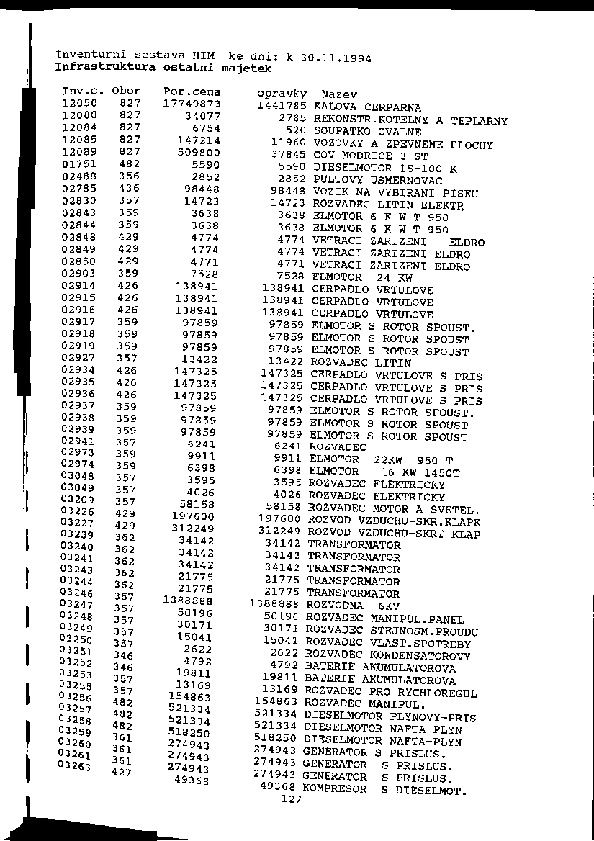 Inventurni sestava HIM ke dni: k 30.11.1994
Infrastruktura ostatni majetek
Inv.c. Obor Por.cena opravky Nazev
12050 827 17749873 1441785 KALOVA CERPARNA
12080 827 34077 2785 REKONSTR.KOTELNY A TEPLARNY
12084 827 6754 520 SOUPATKO OVALNE
12085 827 147214 11960 VOZOVKY A ZPEVNENE PLOCHY
12089 827 509800 37845 COV MODRICE 3 ST
01751 482 5590 5590 DIESELMOTOR IS-100 K
02488 356 2852 2852 PULTOVY USMERNOVAC
02785 436 98448 98448 VOZIK NA VYBIRANI PISKU
02830 357 14723 14723 ROZVADEC LITIN ELEKTR
02843 359 3638 3638 ELMOTOR 6 K W T 950
02844 359 3638 3638 ELMOTOR 6 K W T 950
02848 429 4774 4774 VETRACI ZARIZENI ELDRO
02849 429 4774 4774 VETRACI ZARIZENI ELDRO
02850 429 4771 4771 VETRACI ZARIZENI ELDRO
02903 359 7528 7528 ELMOTOR 24 KW
02914 426 138941 138941 CERPADLO VRTULOVE
02915 426 138941 138941 CERPADLO VRTULOVE
02916 426 138941 138941 CERPADLO VRTULOVE
02917 359 97859 97859 ELMOTOR S ROTOR SPOUST.
02918 359 97859 97859 ELMOTOR S ROTOR SPOUST
02919 359 97859 97859 ELMOTOR S ROTOR SPOUST
02927 357 13422 13422 ROZVADEC LITIN
02934 426 147325 147325 CERPADLO VRTULOVE S PRIS
02935 426 147325 147325 CERPADLO VRTULOVE S PRIS
02936 426 147325 147325 CERPADLO VRTULOVE S PRIS
02937 359 97859 97859 ELMOTOR S ROTOR SPOUST.
02938 359 97859 97859 ELMOTOR S ROTOR SPOUST
02939 359 97859 97859 ELMOTOR S ROTOR SPOUST
02941 357 6241 6241 ROZVADEC
02973 359 9911 9911 ELMOTOR 22KW 950 T
02974 359 6398 6398 ELMOTOR 16 KW 1450T
03048 357 3595 3595 ROZVADEC ELEKTRICKY
03049 357 4026 4026 ROZVADEC ELEKTRICKY
03209 357 58158 58158 ROZVADEC MOTOR A SVETEL.
03226 429 197600 197600 ROZVOD VZDUCHU-SKR.KLAPK
03227 429 312249 312249 ROZVOD VZDUCHU-SKRI KLAP
03239 362 34142 34142 TRANSFORMATOR
03240 362 34142 34142 TRANSFORMATOR
03241 362 34142 34142 TRANSFORMATOR
03243 362 21775 21775 TRANSFORMATOR
03244 362 21775 21775 TRANSFORMATOR
03246 357 1388888 1388888 ROZVODNA 6KV
03247 357 50196 50196 ROZVADEC MANIPUL.PANEL
03248 357 30171 30171 ROZVADEC STEJNOSM.PROUDU
03249 357 15041 15041 ROZVADEC VLAST.SPOTREBY
03250 357 2622 2622 ROZVADEC KONDENSATOROVY
03251 346 4792 4792 BATERIE AKUMULATOROVA
03252 346 19811 19811 BATERIE AKUMULATOROVA
03253 357 13169 13169 ROZVADEC PRO RYCHLOREGUL
03255 357 154863 154863 ROZVADEC MANIPUL.
03256 482 521334 521334 DIESELMOTOR PLYNOVY-PRIS
03257 482 521334 521334 DIESELMOTOR NAFTA PLYN
03258 482 518250 518250 DIESELMOTOR NAFTA-PLYN
03259 361 274943 274943 GENERATOR S PRISLUS.
03260 361 274943 274943 GENERATOR S PRISLUS.
03261 361 274943 274943 GENERATOR S PRISLUS.
03263 427 49368 49368 KOMPRESOR S DIESELMOT.
127